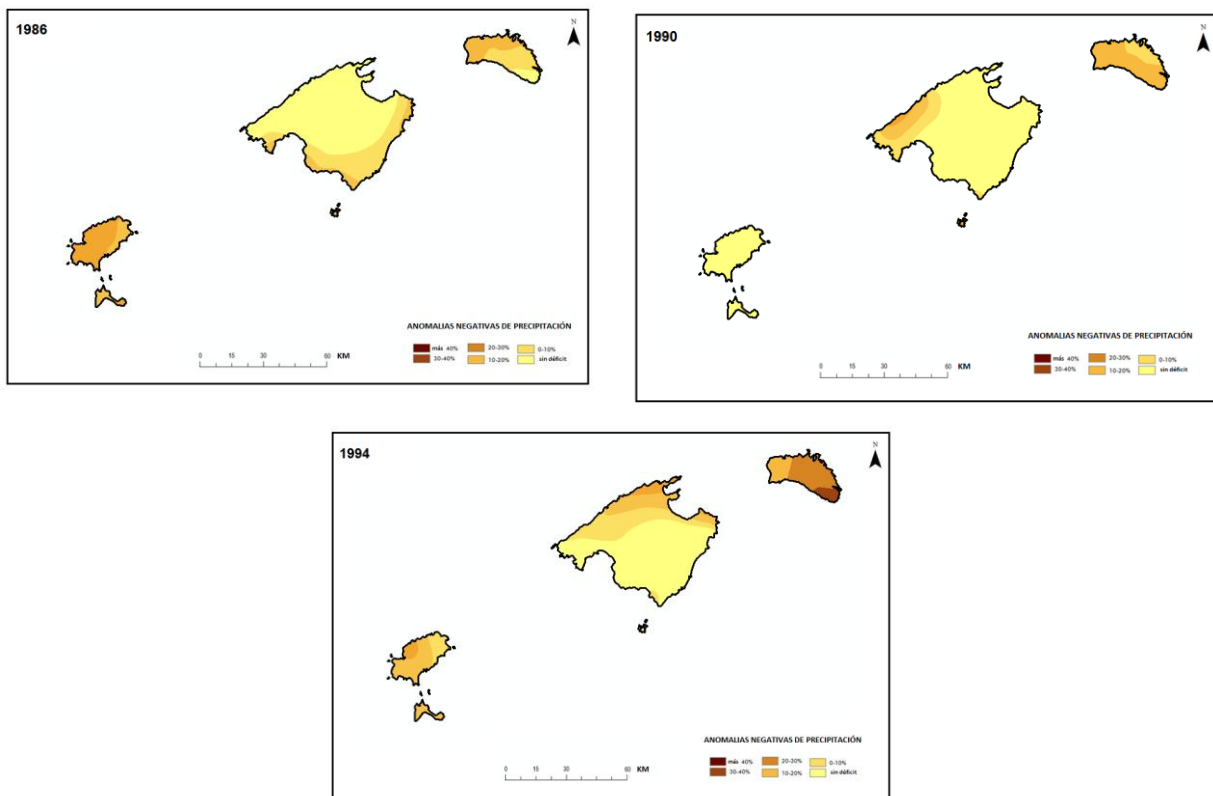 1986
N
ANOMALIAS NEGATIVAS DE PRECIPITACIÓN
más 40% 20-30% 0-10%
30-40% 10-20% sin déficit
0 15 30 60 KM
1990
N
ANOMALIAS NEGATIVAS DE PRECIPITACIÓN
más 40% 20-30% 0-10%
30-40% 10-20% sin déficit
0 15 30 60 KM
1994
N
ANOMALIAS NEGATIVAS DE PRECIPITACIÓN
más 40% 20-30% 0-10%
30-40% 10-20% sin déficit
0 15 30 60 KM